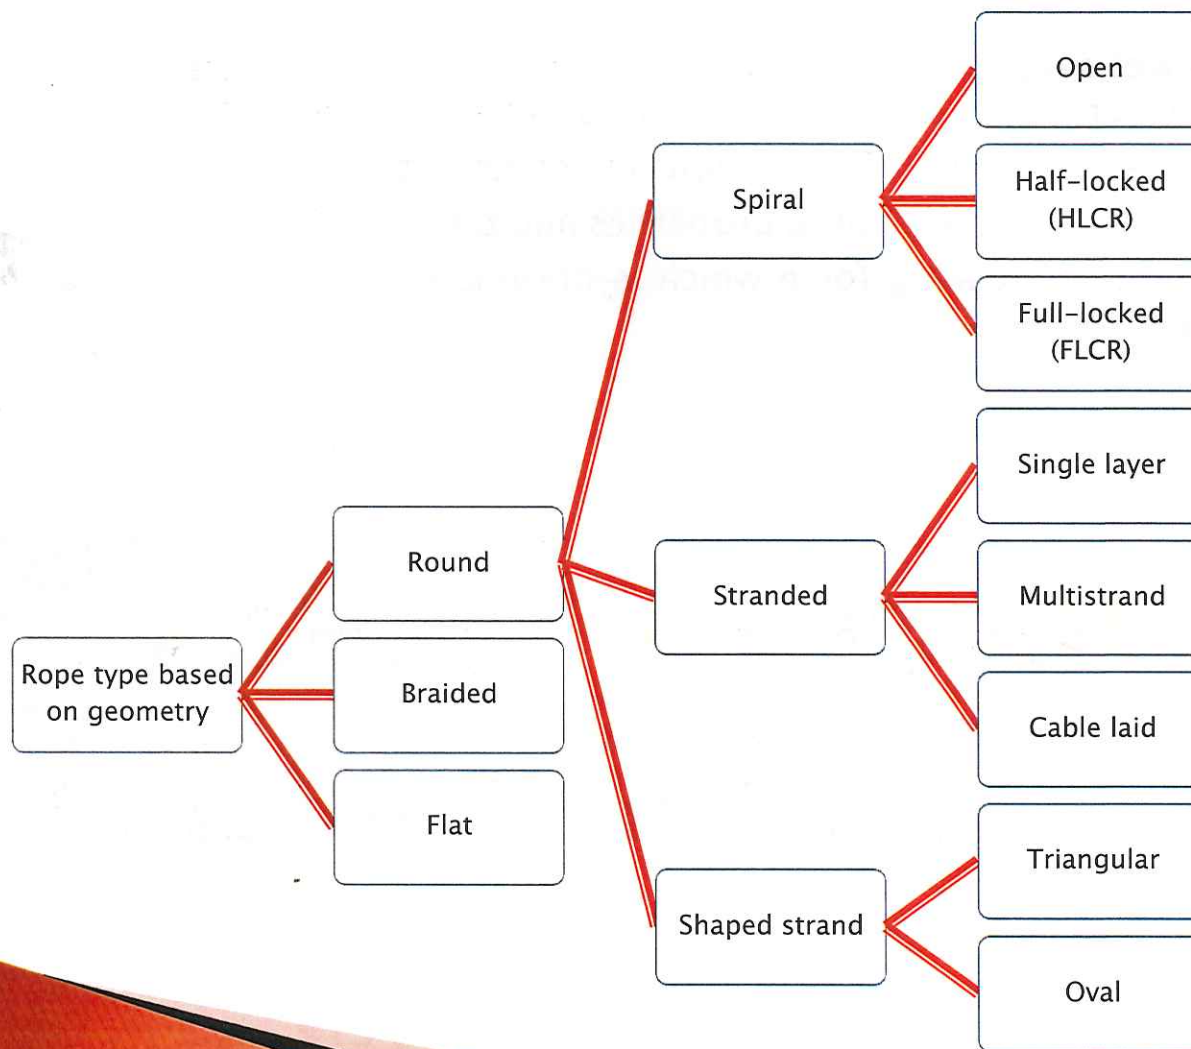 Open
Half-locked
(HLCR)
Spiral
Full-locked
(FLCR)
Single layer
Round
Stranded
Multistrand
Rope type based
on geometry
Braided
Cable laid
Flat
Triangular
Shaped strand
Oval